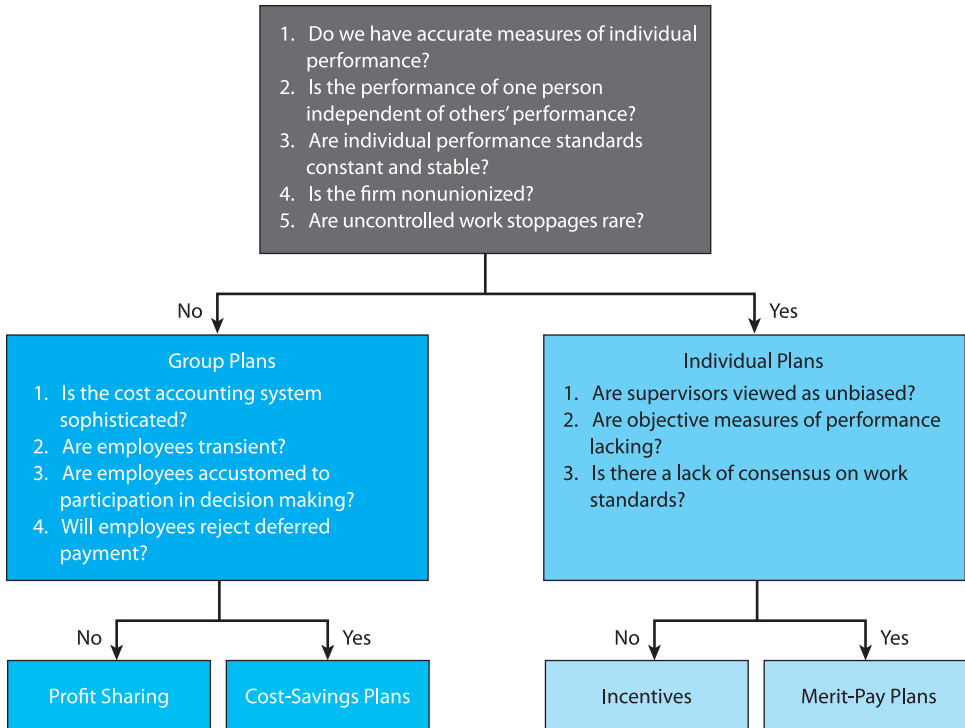 1. Do we have accurate measures of individual
performance?
2. Is the performance of one person
independent of others’ performance?
3. Are individual performance standards
constant and stable?
4. Is the firm nonunionized?
5. Are uncontrolled work stoppages rare?
No
Yes
Group Plans
1. Is the cost accounting system
sophisticated?
2. Are employees transient?
3. Are employees accustomed to
participation in decision making?
4. Will employees reject deferred
payment?
Individual Plans
1. Are supervisors viewed as unbiased?
2. Are objective measures of performance
lacking?
3. Is there a lack of consensus on work
standards?
No
Yes
No
Yes
Profit Sharing
Cost-Savings Plans
Incentives
Merit-Pay Plans